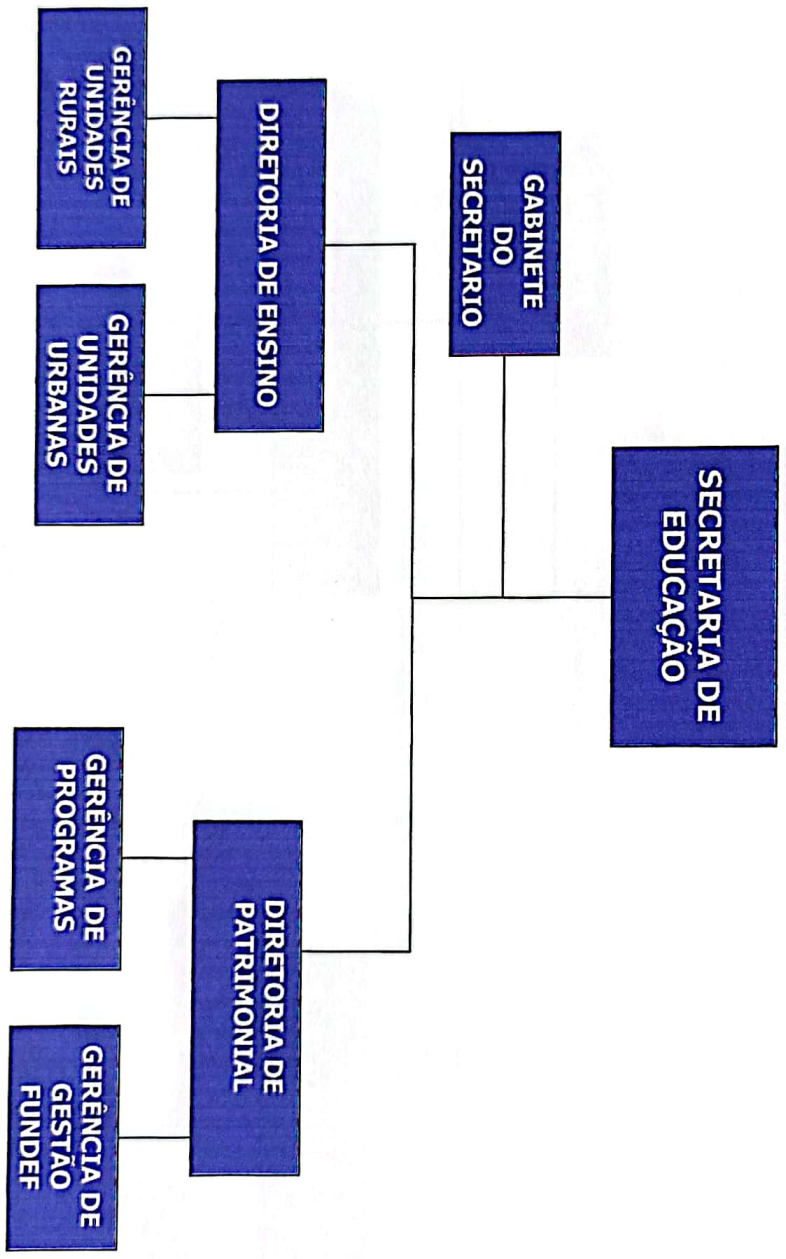 SECRETARIA DE
EDUCAÇÃO
GABINETE
DO
SECRETARIO
DIRETORIA DE ENSINO
DIRETORIA DE
PATRIMONIAL
GERÊNCIA DE
UNIDADES
RURAIS
GERÊNCIA DE
UNIDADES
URBANAS
GERÊNCIA DE
PROGRAMAS
GERÊNCIA DE
GESTÃO
FUNDEF